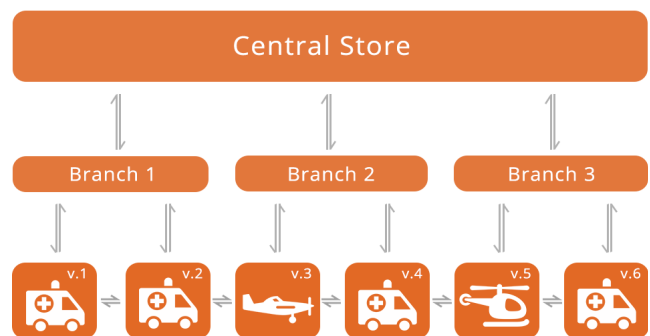 Central Store
Branch 1
Branch 2
Branch 3
v.1
v.2
v.3
v.4
v.5
v.6